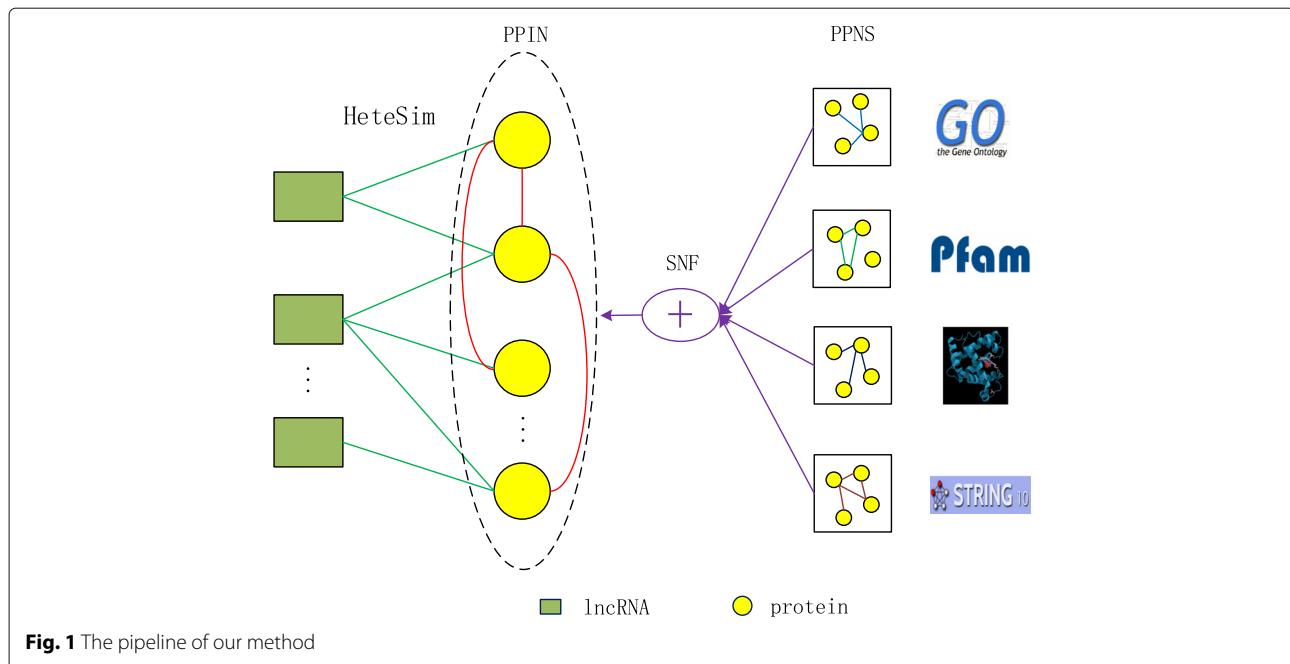 PPIN
PPNS
HeteSim
GO
the Gene Ontology
Pfam
SNF
+
STRING 10
lncRNA
protein
Fig. 1 The pipeline of our method